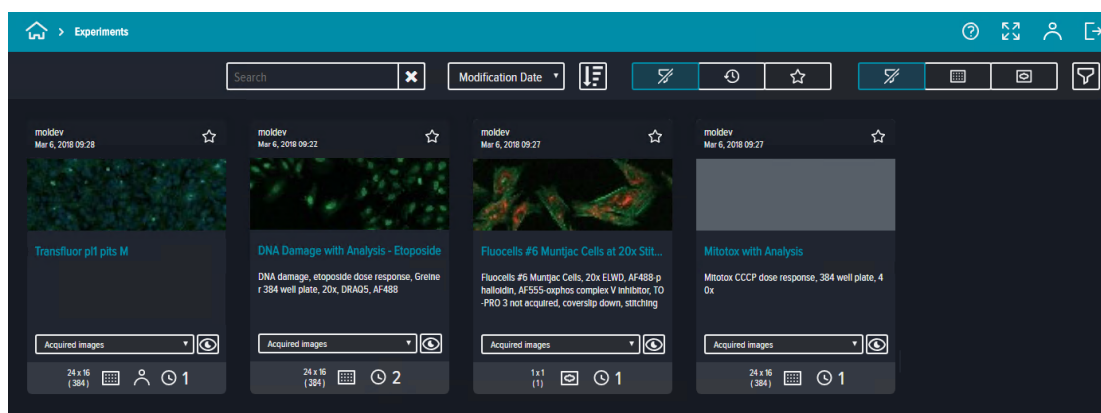 > Experiments
Search
Modification Date
moldev
Mar 6, 2018 09:28
Transfluor pl1 pits M
Acquired images
24 x 16
(384)
1
moldev
Mar 6, 2018 09:22
DNA Damage with Analysis - Etoposide
DNA damage, etoposide dose response, Greine
r 384 well plate, 20x, DRAQ5, AF488
Acquired images
24 x 16
(384)
2
moldev
Mar 6, 2018 09:27
Fluocells #6 Muntjac Cells at 20x Stit...
Fluocells #6 Muntjac Cells, 20x ELWD, AF488-p
halloidin, AF555-oxphos complex V inhibitor, TO
-PRO 3 not acquired, coverslip down, stitching
Acquired images
1 x 1
(1)
1
moldev
Mar 6, 2018 09:27
Mitotox with Analysis
Mitotox CCCP dose response, 384 well plate, 4
0x
Acquired images
24 x 16
(384)
1